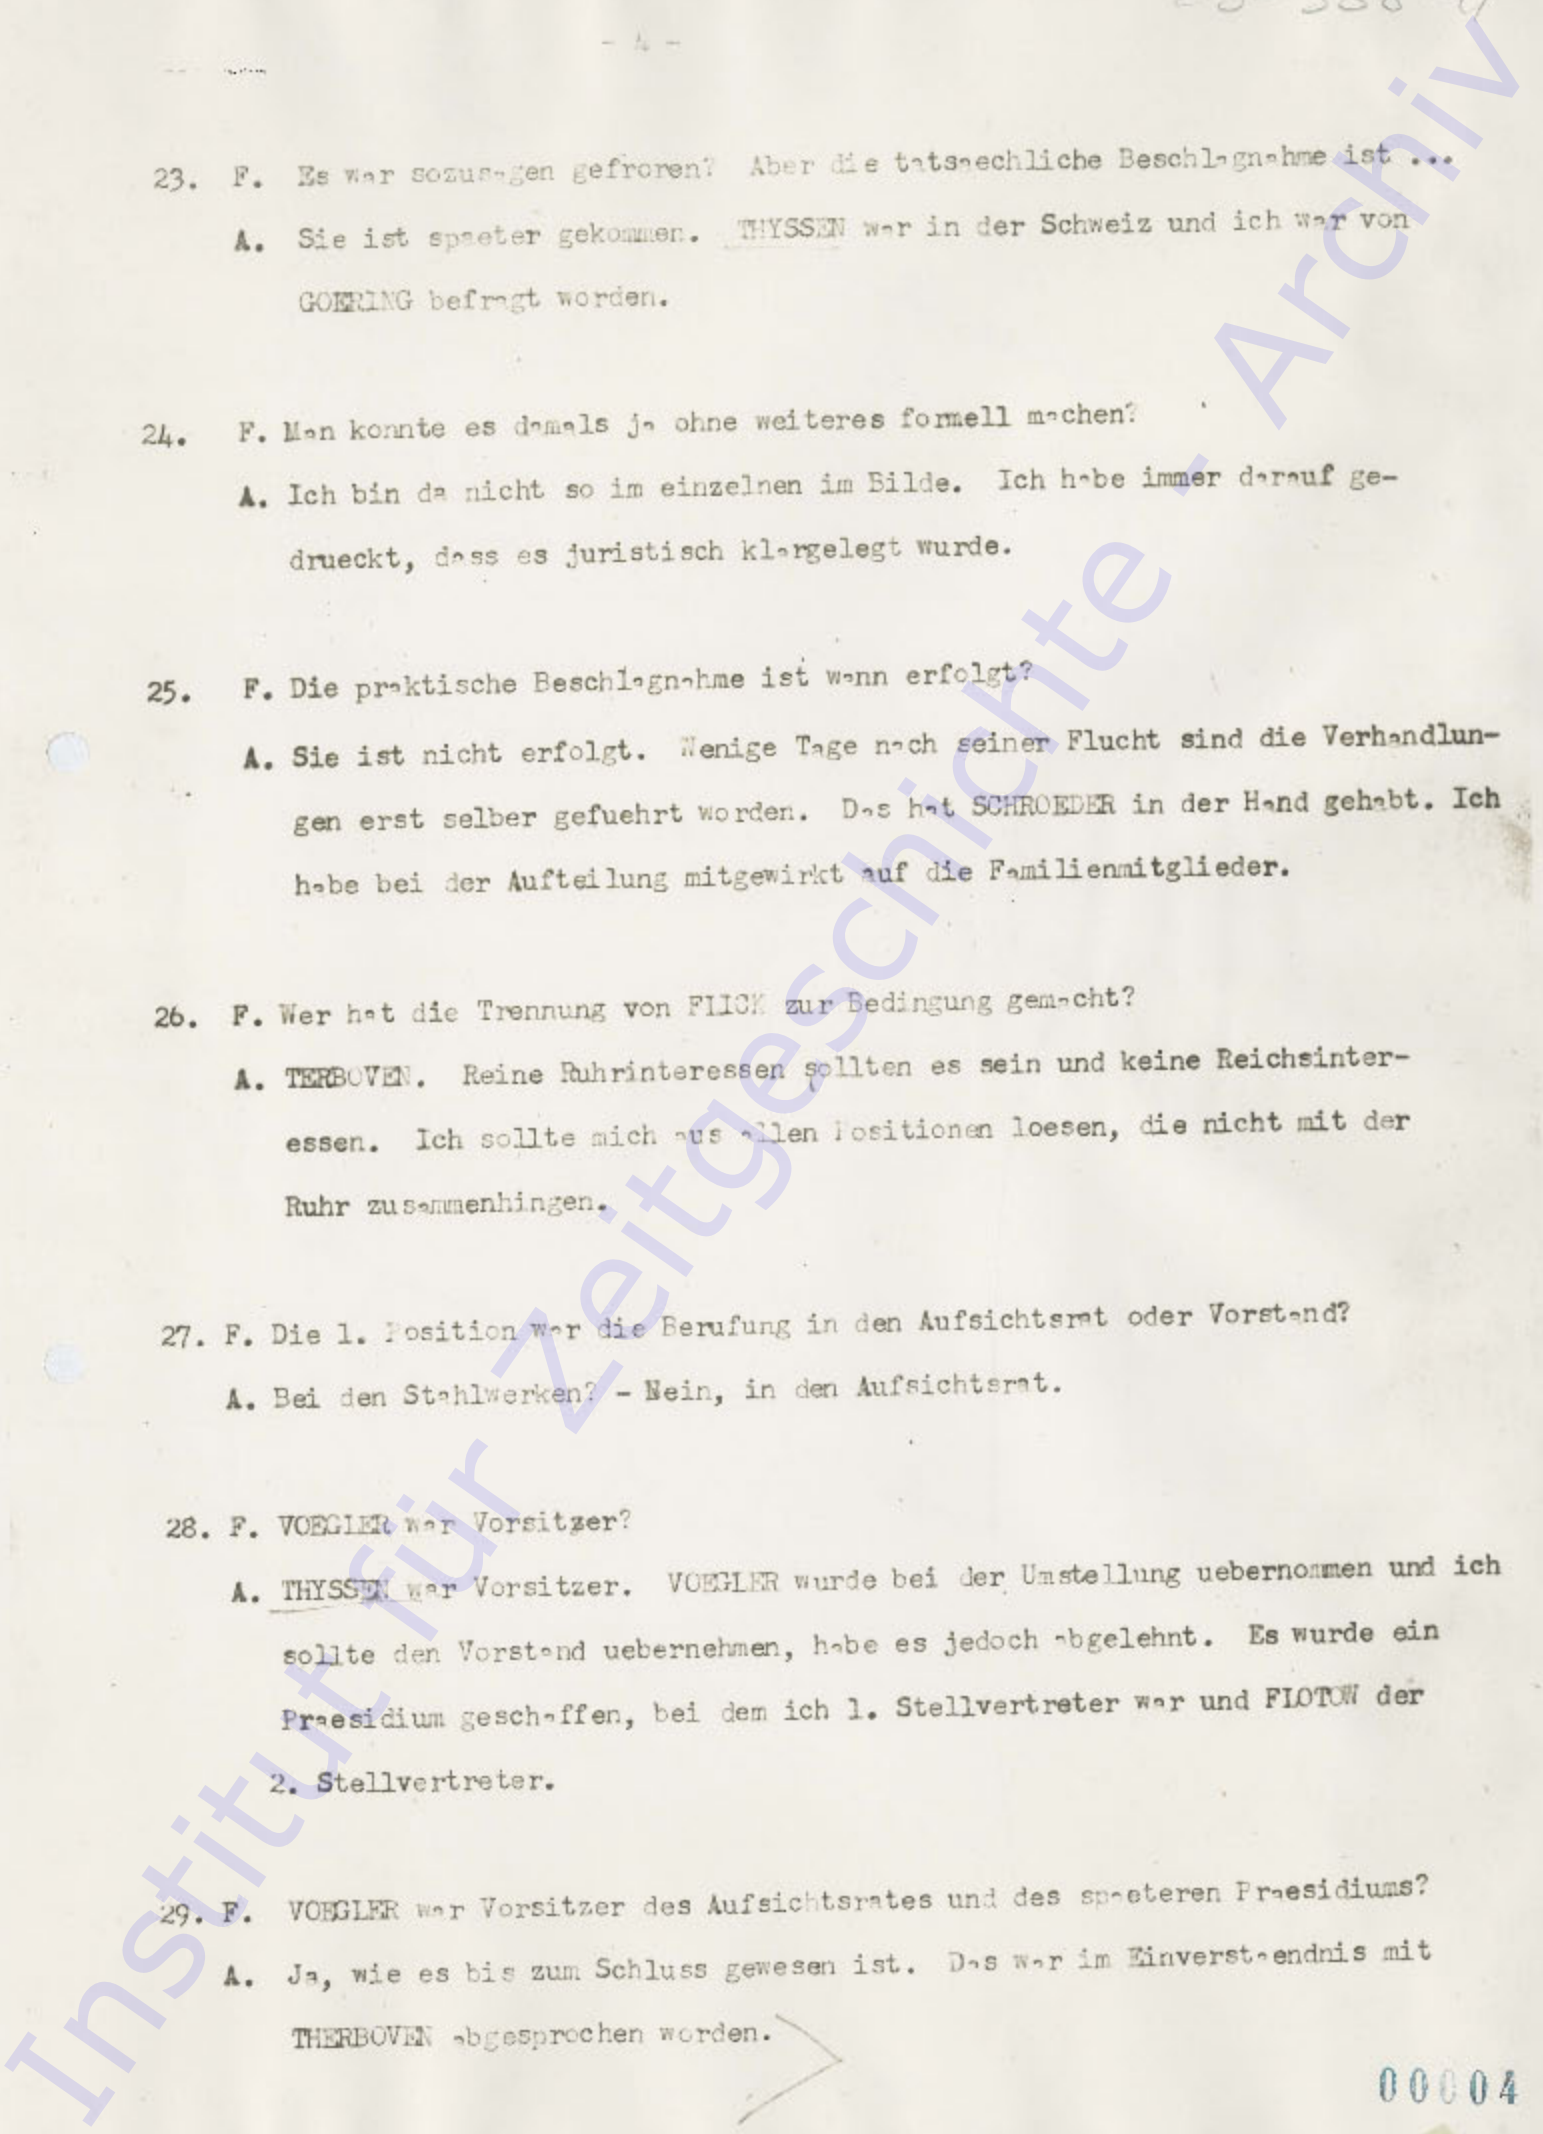 - 4 -
23. F. Es war sozusagen gefroren? Aber die tatsaechliche Beschlagnahme ist ...
A. Sie ist spaeter gekommen. THYSSEN war in der Schweiz und ich war von
GOERING befragt worden.
24. F. Man konnte es damals ja ohne weiteres formell machen?
A. Ich bin da nicht so im einzelnen im Bilde. Ich habe immer darauf ge-
drueckt, dass es juristisch klargelegt wurde.
25. F. Die praktische Beschlagnahme ist wann erfolgt?
A. Sie ist nicht erfolgt. Wenige Tage nach seiner Flucht sind die Verhandlun-
gen erst selber gefuehrt worden. Das hat SCHROEDER in der Hand gehabt. Ich
habe bei der Aufteilung mitgewirkt auf die Familienmitglieder.
26. F. Wer hat die Trennung von FLICK zur Bedingung gemacht?
A. TERBOVEN. Reine Ruhrinteressen sollten es sein und keine Reichsinter-
essen. Ich sollte mich aus allen Positionen loesen, die nicht mit der
Ruhr zusammenhingen.
27. F. Die 1. Position war die Berufung in den Aufsichtsrat oder Vorstand?
A. Bei den Stahlwerken? - Nein, in den Aufsichtsrat.
28. F. VOEGLER war Vorsitzer?
A. THYSSEN war Vorsitzer. VOEGLER wurde bei der Umstellung uebernommen und ich
sollte den Vorstand uebernehmen, habe es jedoch abgelehnt. Es wurde ein
Praesidium geschaffen, bei dem ich 1. Stellvertreter war und FLOTOW der
2. Stellvertreter.
29. F. VOEGLER war Vorsitzer des Aufsichtsrates und des spaeteren Praesidiums?
A. Ja, wie es bis zum Schluss gewesen ist. Das war im Einverstaendnis mit
THERBOVEN abgesprochen worden.
00004
Institut für Zeitgeschichte - Archiv